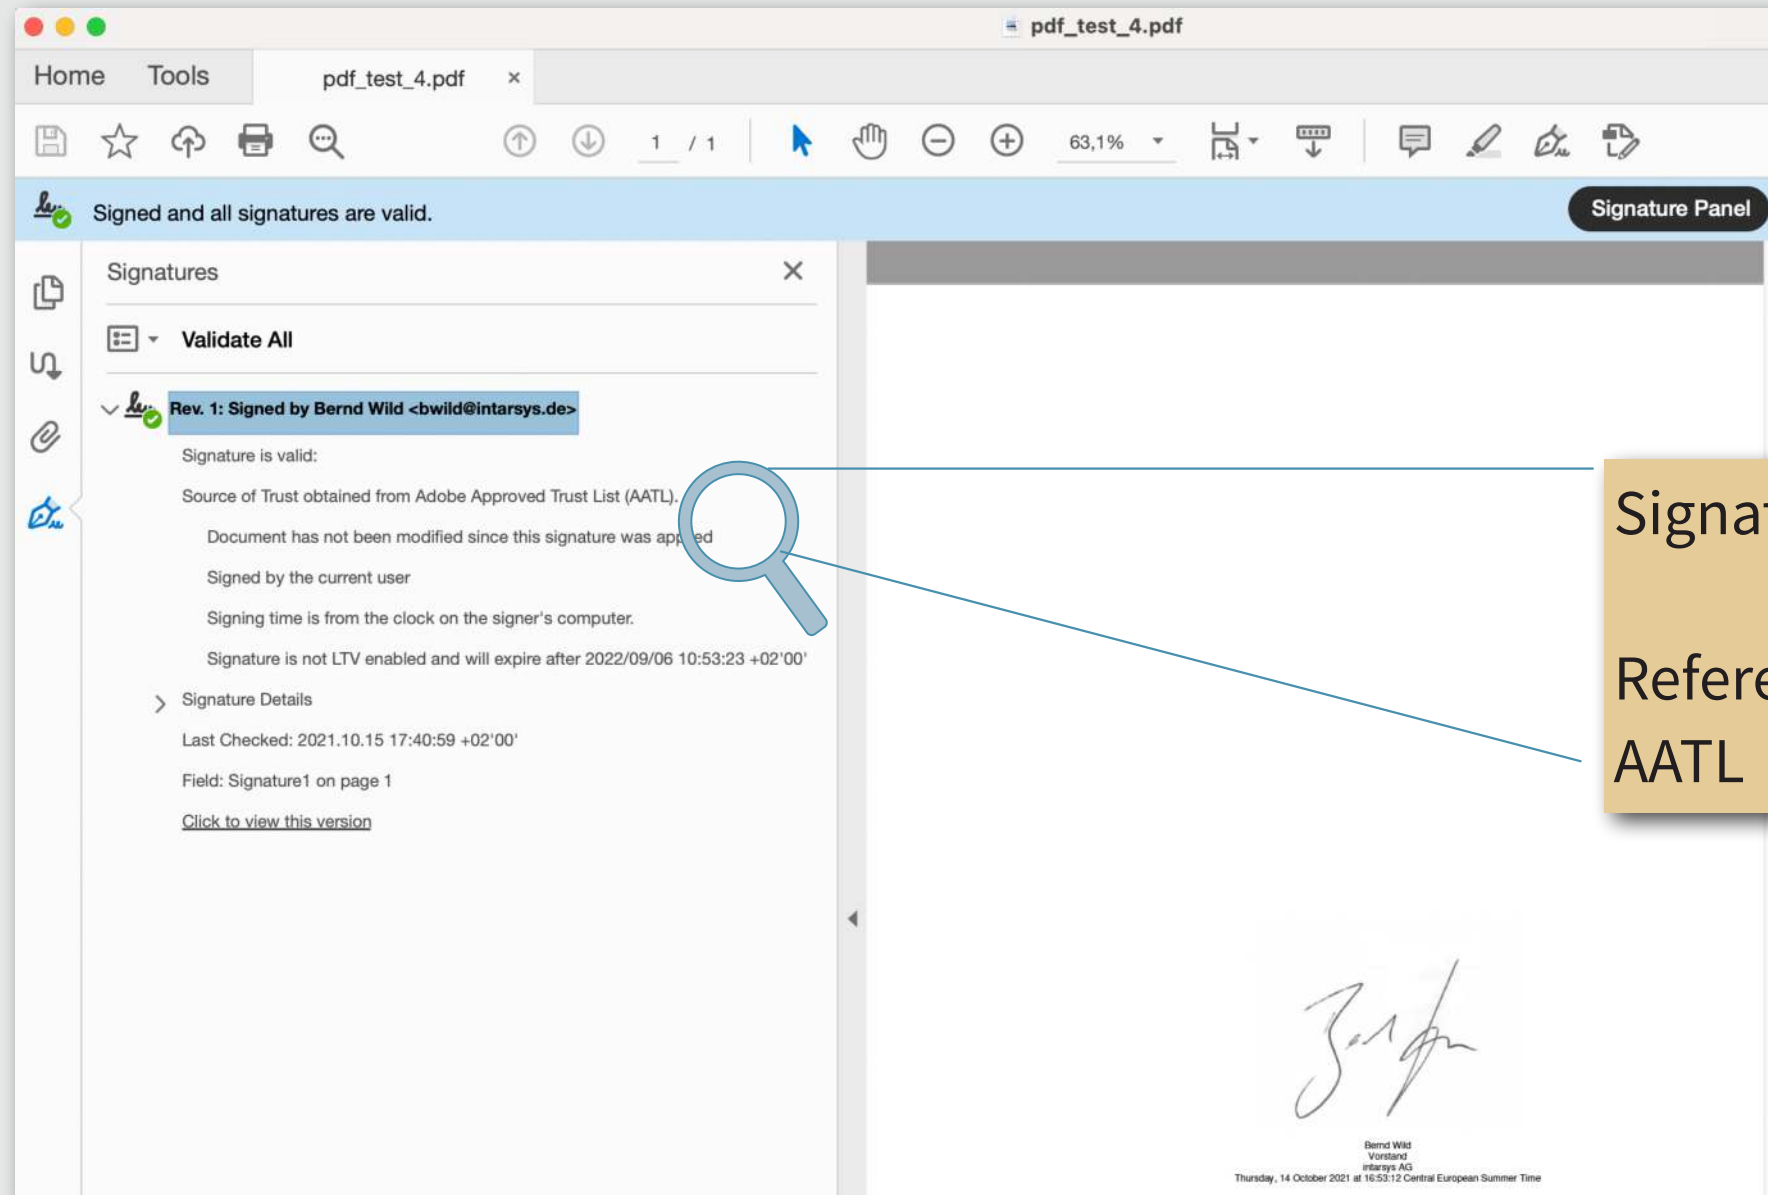 pdf_test_4.pdf
Home Tools pdf_test_4.pdf ×
1 / 1 63,1%
Signed and all signatures are valid.
Signature Panel
Signatures
Validate All
Rev. 1: Signed by Bernd Wild <bwild@intarsys.de>
Signature is valid:
Source of Trust obtained from Adobe Approved Trust List (AATL).
Document has not been modified since this signature was applied
Signed by the current user
Signing time is from the clock on the signer's computer.
Signature is not LTV enabled and will expire after 2022/09/06 10:53:23 +02'00'
Signature Details
Last Checked: 2021.10.15 17:40:59 +02'00'
Field: Signature1 on page 1
Click to view this version
AATL
Bernd Wild
Vorstand
intarsys AG
Thursday, 14 October 2021 at 16:53:12 Central European Summer Time